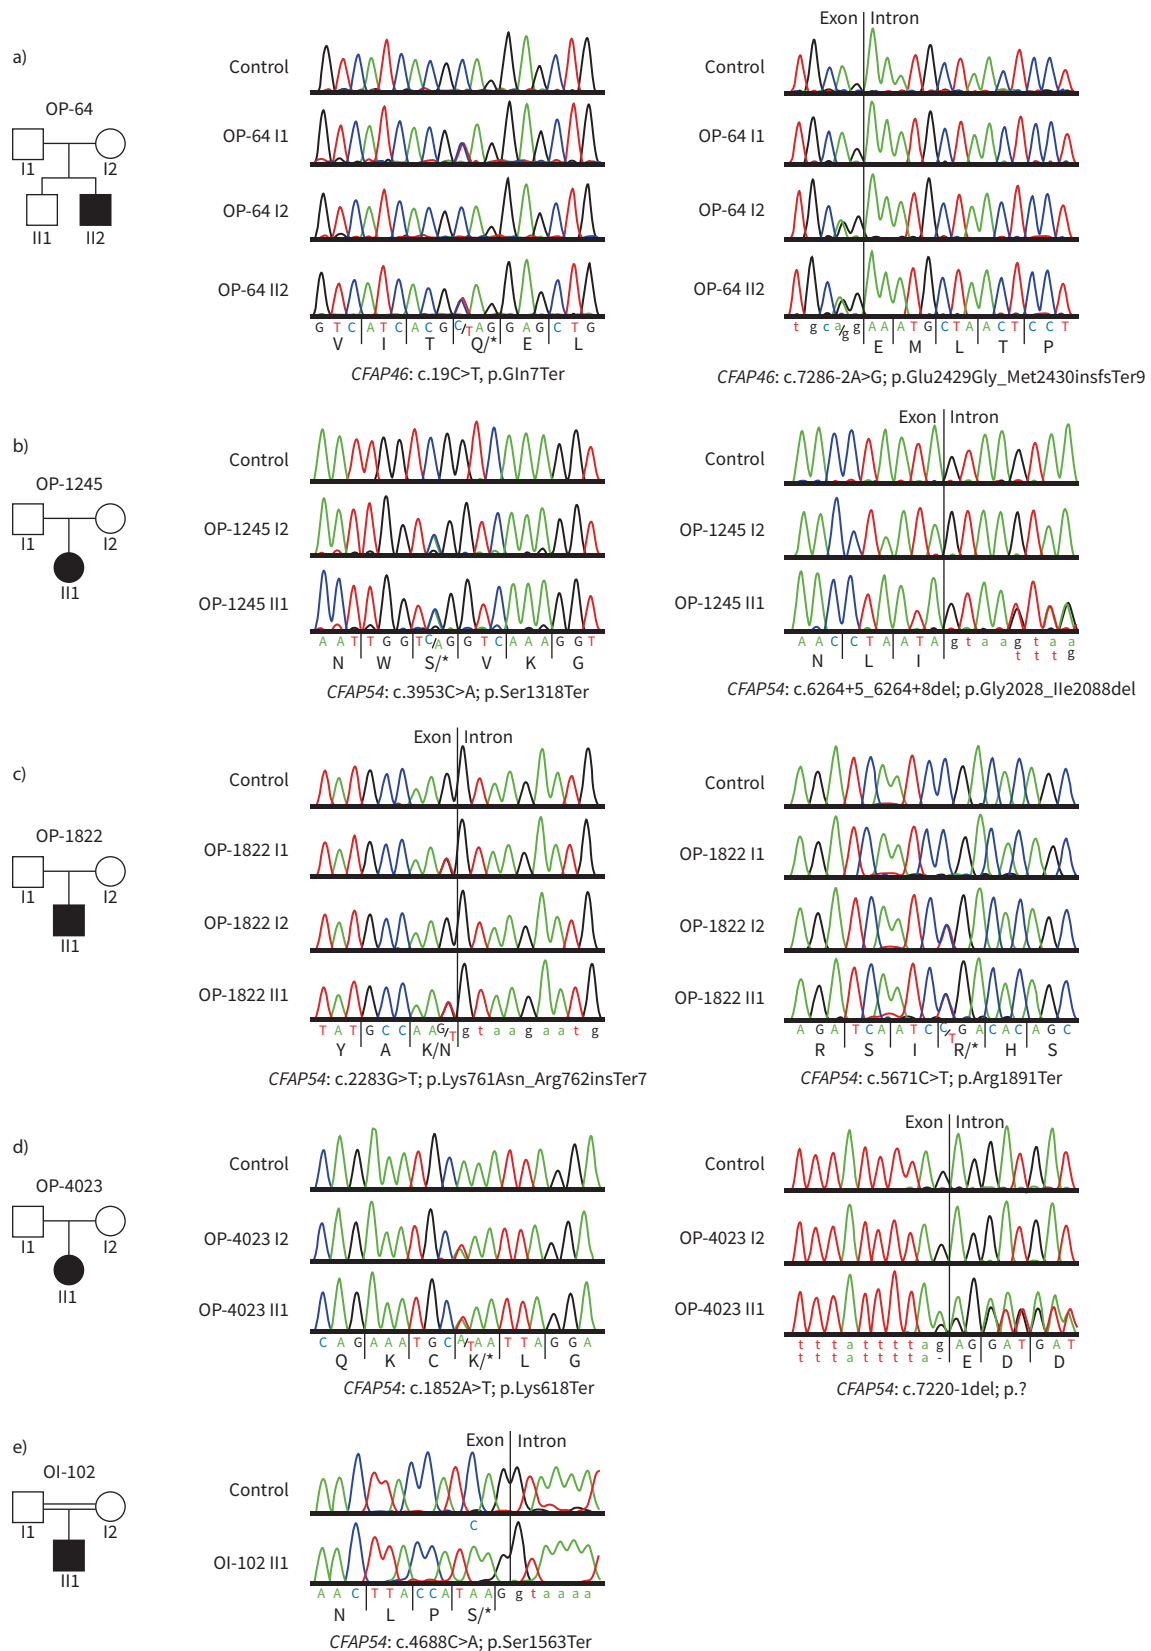 a)
OP-64
I1 I2
II1 II2
Control
OP-64 I1
OP-64 I2
OP-64 II2
G T C A T C A C G C/T A G G A G C T G
V I T Q/* E L
CFAP46: c.19C>T, p.Gln7Ter
Exon Intron
Control
OP-64 I1
OP-64 I2
OP-64 II2
t g c a/g g A A A T G C T A A C T C C T
E M L T P
CFAP46: c.7286-2A>G; p.Glu2429Gly_Met2430insfsTer9
b)
OP-1245
I1 I2
II1
Control
OP-1245 I2
OP-1245 II1
A A T T G G T C/A G G T C A A A G G T
N W S/* V K G
CFAP54: c.3953C>A; p.Ser1318Ter
Exon Intron
Control
OP-1245 I2
OP-1245 II1
A A C C T A A T A g t a a g t a a
t t t g
N L I
CFAP54: c.6264+5_6264+8del; p.Gly2028_Ile2088del
c)
OP-1822
I1 I2
II1
Exon Intron
Control
OP-1822 I1
OP-1822 I2
OP-1822 II1
T A T G C C A A G/T g t a a g a a t g
Y A K/N
CFAP54: c.2283G>T; p.Lys761Asn_Arg762insTer7
Control
OP-1822 I1
OP-1822 I2
OP-1822 II1
A G A T C A A T C C/T G A C A C A G C
R S I R/* H S
CFAP54: c.5671C>T; p.Arg1891Ter
d)
OP-4023
I1 I2
II1
Control
OP-4023 I2
OP-4023 II1
C A G A A A T G C A/T A A T T A G G A
Q K C K/* L G
CFAP54: c.1852A>T; p.Lys618Ter
Exon Intron
Control
OP-4023 I2
OP-4023 II1
t t t a t t t t a g A G G A T G A T
t t t a t t t t a -
E D D
CFAP54: c.7220-1del; p.?
e)
OI-102
I1 I2
II1
Exon Intron
Control
C
OI-102 II1
A A C T T A C C A T A A G g t a a a a
N L P S/*
CFAP54: c.4688C>A; p.Ser1563Ter